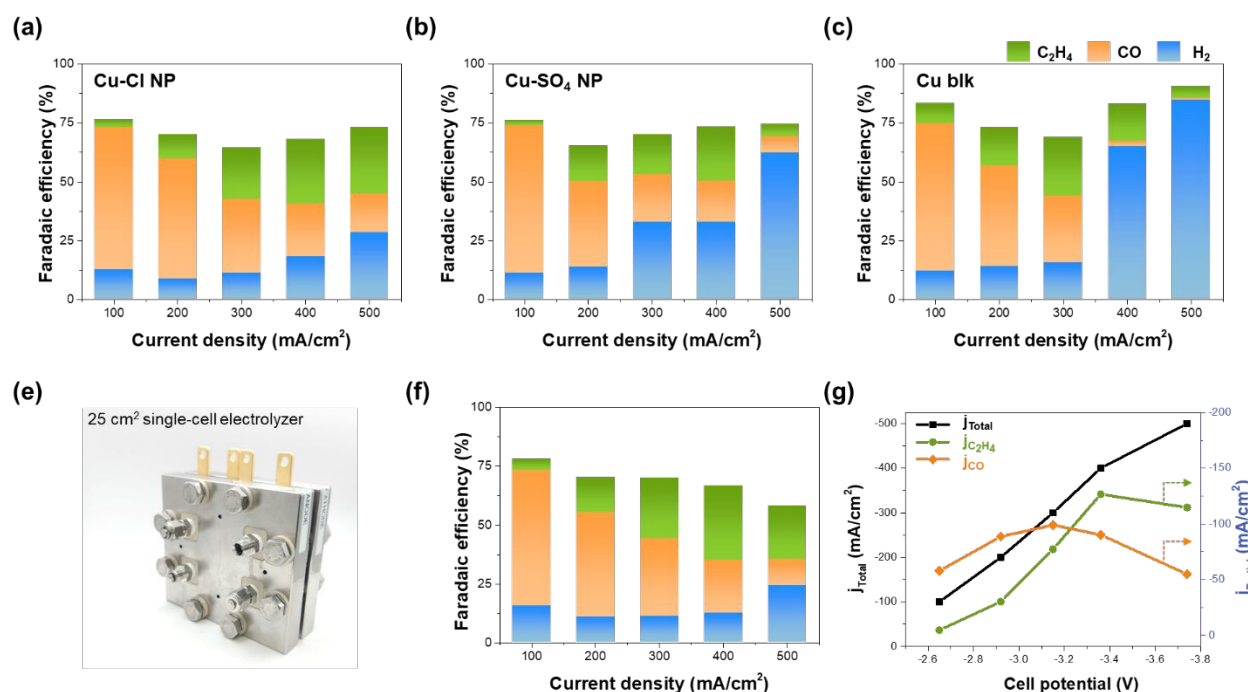 (a)
Faradaic efficiency (%)
100
75
50
25
0
Cu-Cl NP
100 200 300 400 500
Current density (mA/cm²)
(b)
Faradaic efficiency (%)
100
75
50
25
0
Cu-SO₄ NP
100 200 300 400 500
Current density (mA/cm²)
(c)
C₂H₄ CO H₂
Faradaic efficiency (%)
100
75
50
25
0
Cu blk
100 200 300 400 500
Current density (mA/cm²)
(e)
25 cm² single-cell electrolyzer
(f)
Faradaic efficiency (%)
100
75
50
25
0
100 200 300 400 500
Current density (mA/cm²)
(g)
j_Total (mA/cm²)
-500
-400
-300
-200
-100
0
j_Total
j_C₂H₄
j_CO
-200
-150
-100
-50
0
(mA/cm²)
-2.6 -2.8 -3.0 -3.2 -3.4 -3.6 -3.8
Cell potential (V)